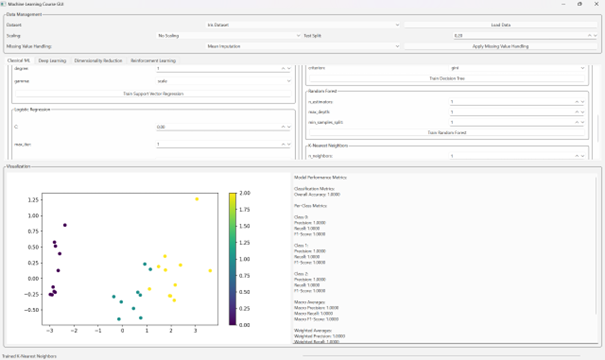 Machine Learning Course GUI
Data Management
Dataset: Iris Dataset Load Data
Scaling: No Scaling Test Split: 0.20
Missing Value Handling: Mean Imputation Apply Missing Value Handling
Classical ML Deep Learning Dimensionality Reduction Reinforcement Learning
degree 1
gamma scale
Train Support Vector Regression
Logistic Regression
C 0.00
max_iter 1
criterion gini
Train Decision Tree
Random Forest
n_estimators 1
max_depth 1
min_samples_split 1
Train Random Forest
K-Nearest Neighbors
n_neighbors 1
Visualization
1.25
1.00
0.75
0.50
0.25
0.00
−0.25
−0.50
−3 −2 −1 0 1 2 3
2.00
1.75
1.50
1.25
1.00
0.75
0.50
0.25
0.00
Model Performance Metrics
Classification Metrics:
Overall Accuracy: 1.0000
Per-Class Metrics:
Class 0:
Precision: 1.0000
Recall: 1.0000
F1-Score: 1.0000
Class 1:
Precision: 1.0000
Recall: 1.0000
F1-Score: 1.0000
Class 2:
Precision: 1.0000
Recall: 1.0000
F1-Score: 1.0000
Macro Averages:
Macro Precision: 1.0000
Macro Recall: 1.0000
Macro F1-Score: 1.0000
Weighted Averages:
Weighted Precision: 1.0000
Weighted Recall: 1.0000
Trained K-Nearest Neighbors